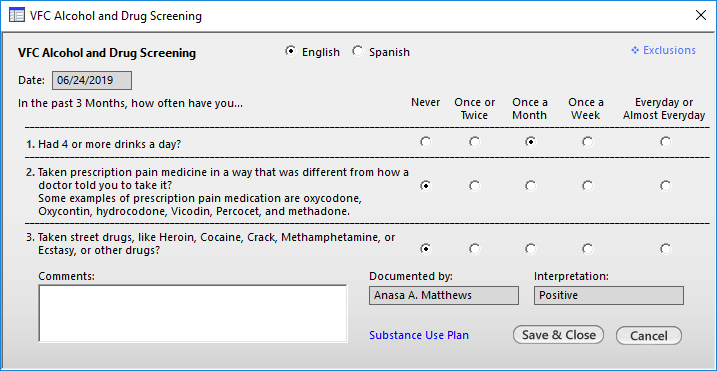 VFC Alcohol and Drug Screening
VFC Alcohol and Drug Screening English Spanish Exclusions
Date: 06/24/2019
In the past 3 Months, how often have you... Never Once or Twice Once a Month Once a Week Everyday or Almost Everyday
1. Had 4 or more drinks a day?
2. Taken prescription pain medicine in a way that was different from how a
doctor told you to take it?
Some examples of prescription pain medication are oxycodone,
Oxycontin, hydrocodone, Vicodin, Percocet, and methadone.
3. Taken street drugs, like Heroin, Cocaine, Crack, Methamphetamine, or
Ecstasy, or other drugs?
Comments: Documented by: Interpretation:
Anasa A. Matthews Positive
Substance Use Plan Save & Close Cancel